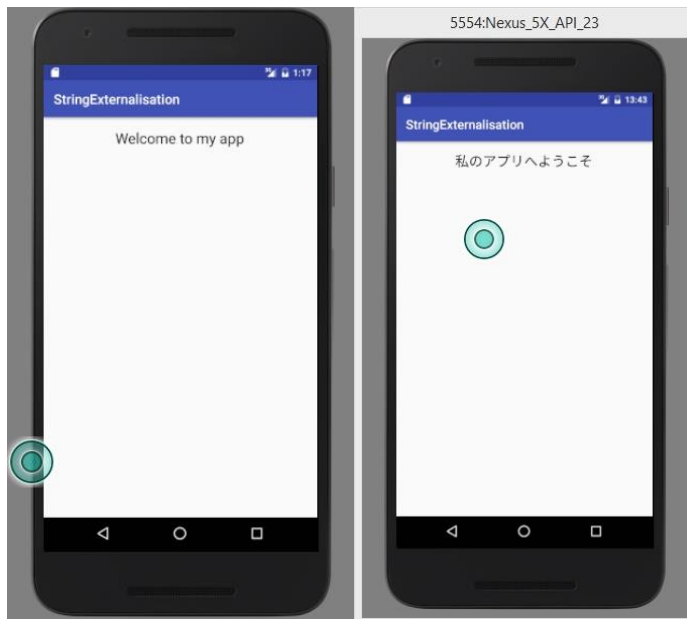 1:17
StringExternalisation
Welcome to my app
5554:Nexus_5X_API_23
13:43
StringExternalisation
私のアプリへようこそ